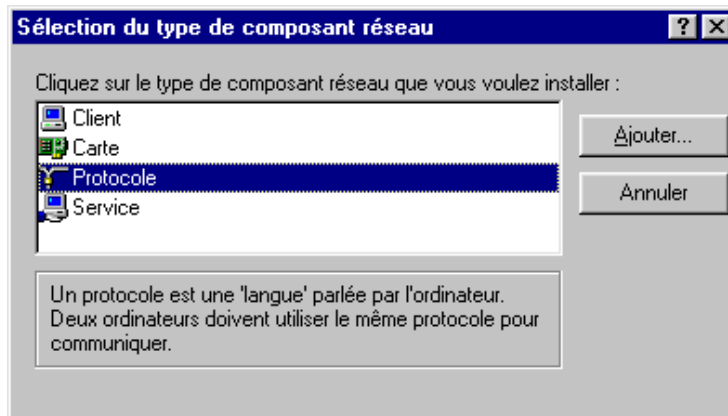 Sélection du type de composant réseau
Cliquez sur le type de composant réseau que vous voulez installer :
Client
Carte
Protocole
Service
Ajouter...
Annuler
Un protocole est une 'langue' parlée par l'ordinateur.
Deux ordinateurs doivent utiliser le même protocole pour
communiquer.